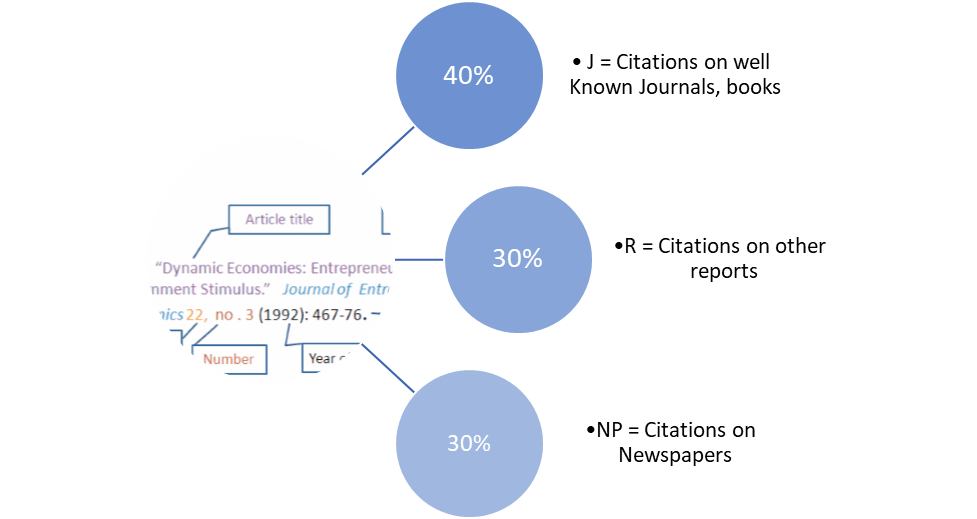 40%
• J = Citations on well
Known Journals, books
Article title
30%
•R = Citations on other
reports
“Dynamic Economies: Entrepreneu
nment Stimulus.” Journal of Entr
nics 22, no . 3 (1992): 467-76.
Number
Year
30%
•NP = Citations on
Newspapers